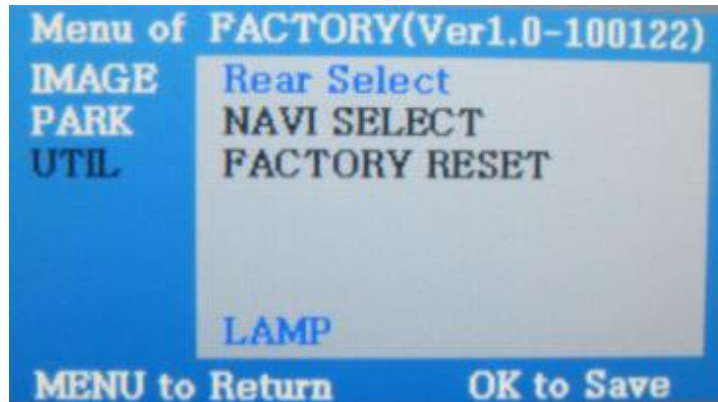 Menu of FACTORY(Ver1.0-100122)
IMAGE Rear Select
PARK NAVI SELECT
UTIL FACTORY RESET
LAMP
MENU to Return OK to Save